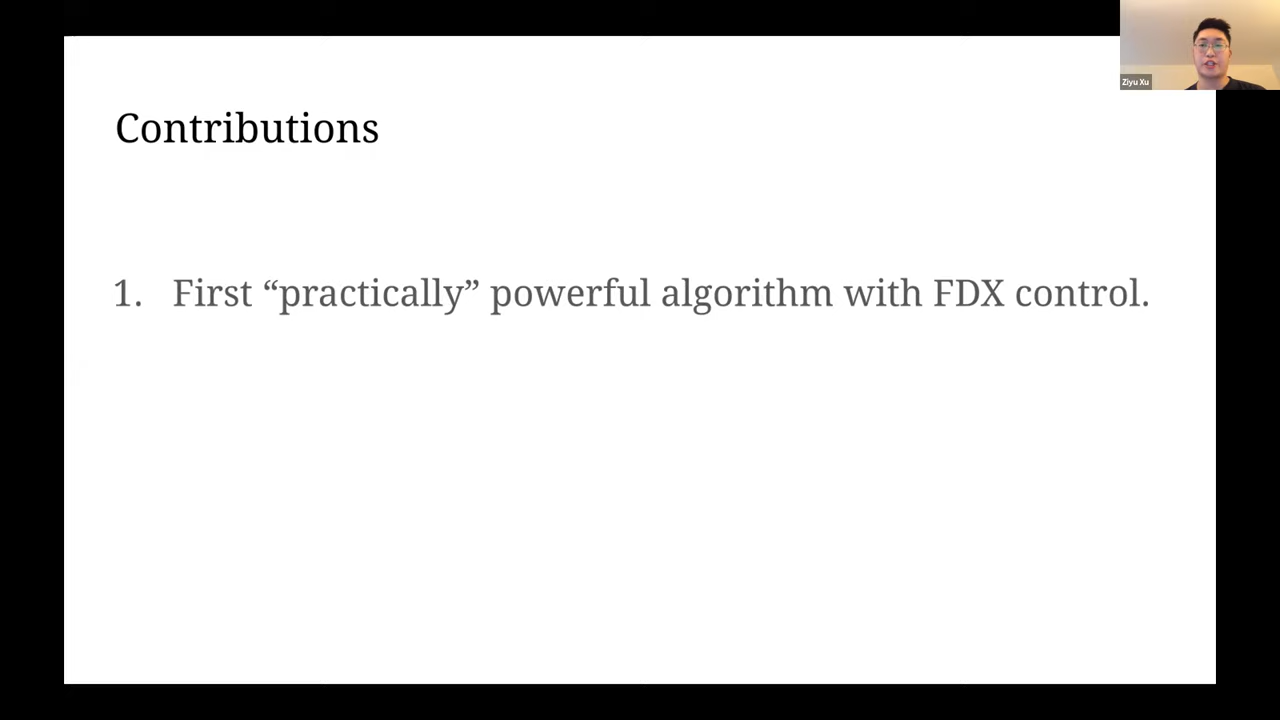 Ziyu Xu
Contributions
1. First “practically” powerful algorithm with FDX control.